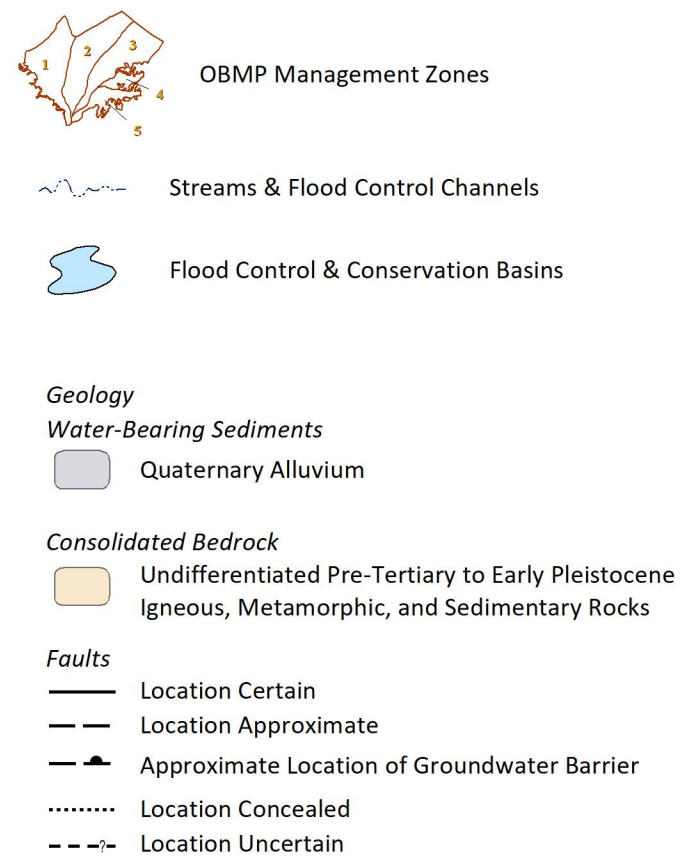 1
2
3
OBMP Management Zones
4
5
Streams & Flood Control Channels
Flood Control & Conservation Basins
Geology
Water-Bearing Sediments
Quaternary Alluvium
Consolidated Bedrock
Undifferentiated Pre-Tertiary to Early Pleistocene
Igneous, Metamorphic, and Sedimentary Rocks
Faults
Location Certain
Location Approximate
Approximate Location of Groundwater Barrier
Location Concealed
?
Location Uncertain